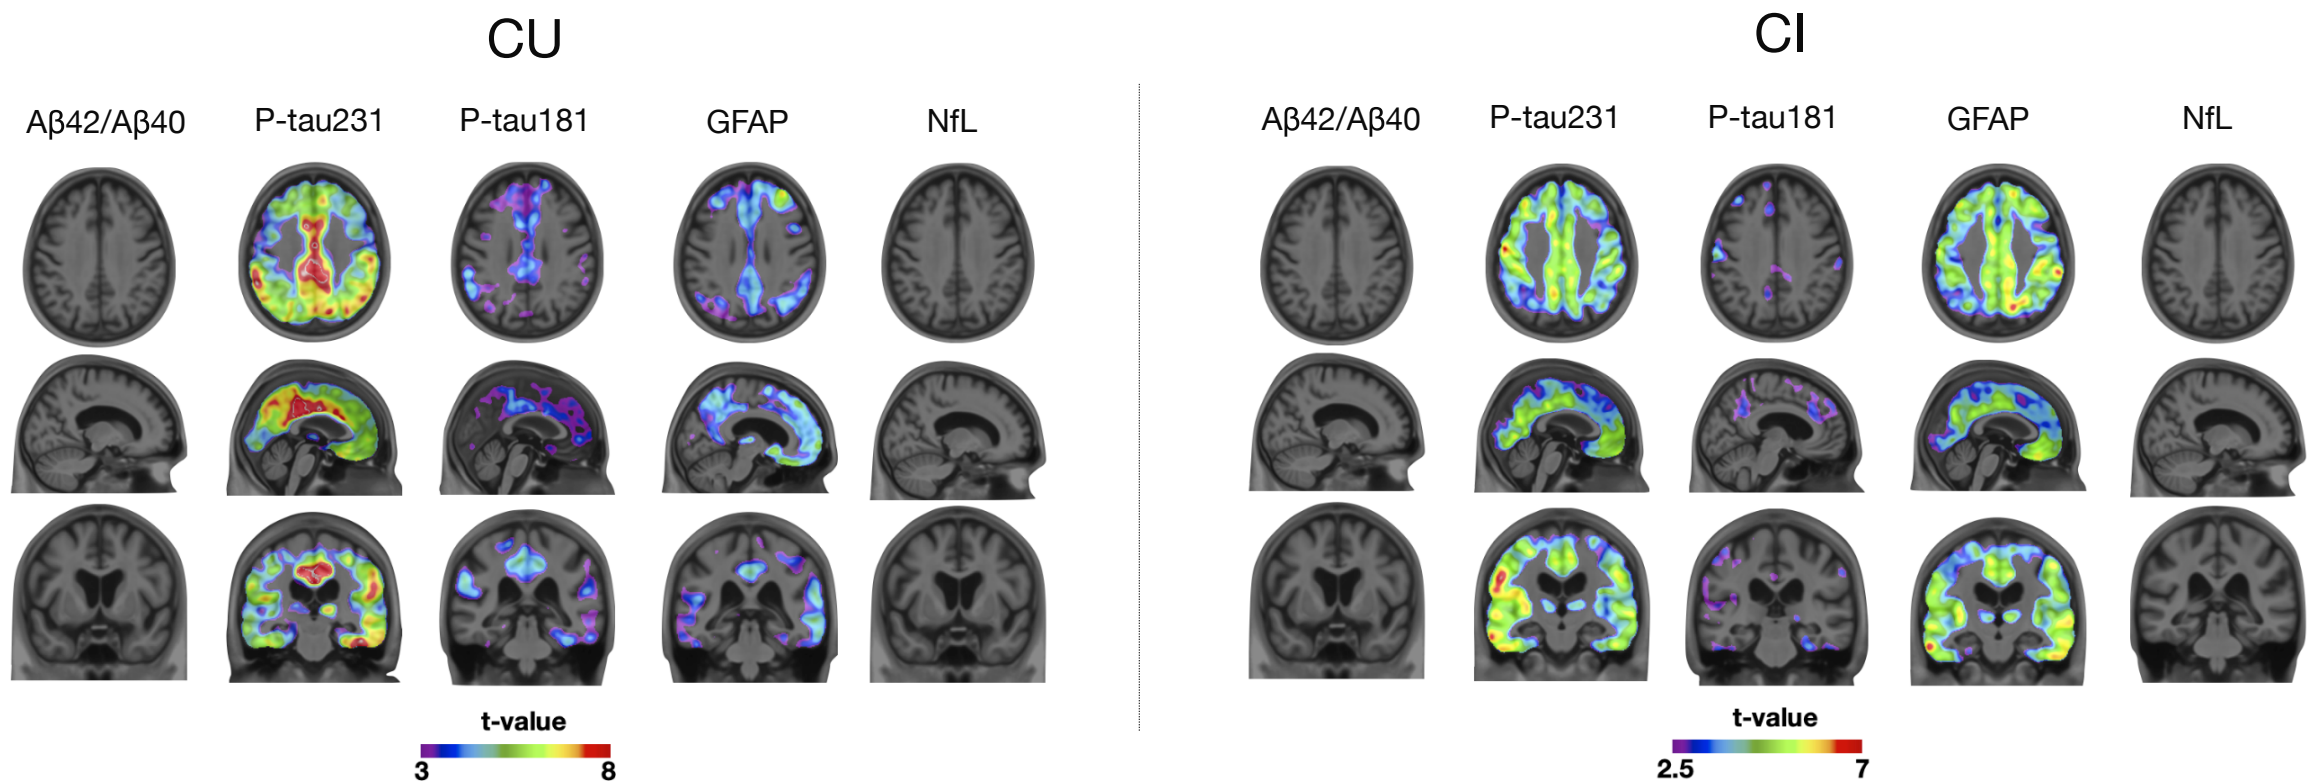 CU
CI
Aβ42/Aβ40 P-tau231 P-tau181 GFAP NfL
Aβ42/Aβ40 P-tau231 P-tau181 GFAP NfL
t-value
3 8
t-value
2.5 7